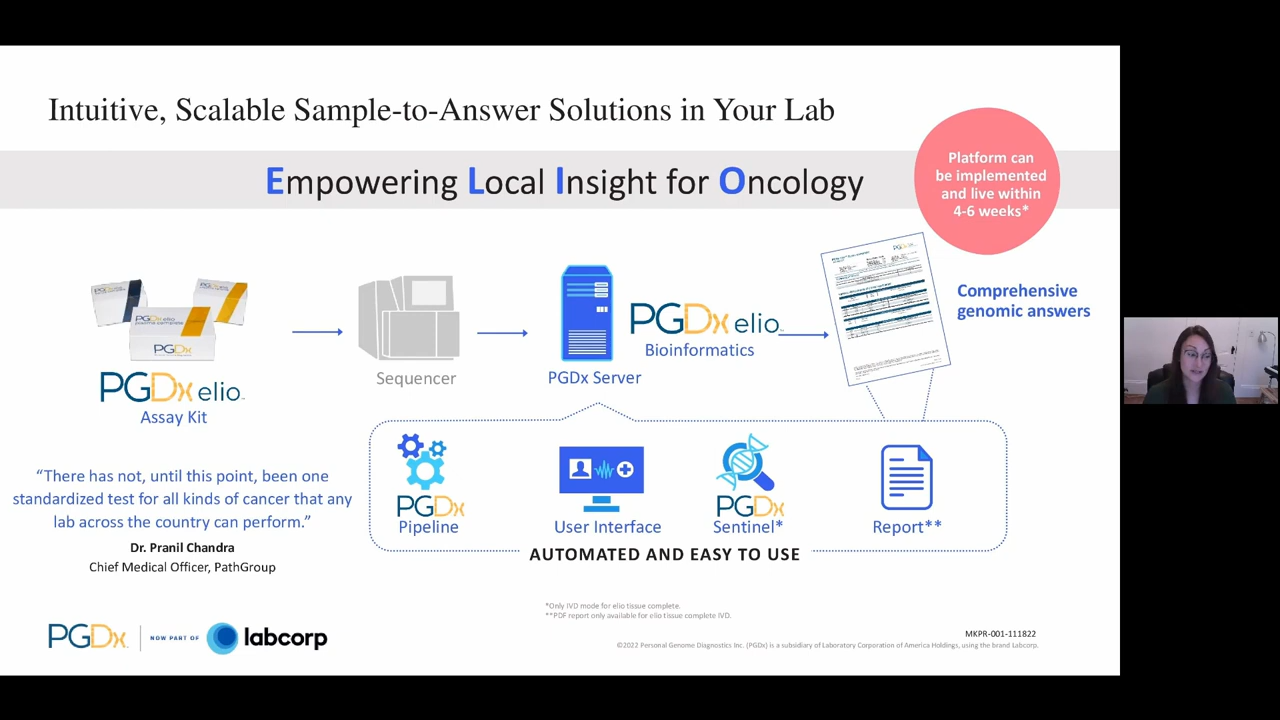 Intuitive, Scalable Sample-to-Answer Solutions in Your Lab
Empowering Local Insight for Oncology
Platform can
be implemented
and live within
4-6 weeks*
PGDx elio
Assay Kit
Sequencer
PGDx Server
PGDx elio
Bioinformatics
Comprehensive
genomic answers
“There has not, until this point, been one
standardized test for all kinds of cancer that any
lab across the country can perform.”
Dr. Pranil Chandra
Chief Medical Officer, PathGroup
PGDx
Pipeline
User Interface
PGDx
Sentinel*
Report**
AUTOMATED AND EASY TO USE
*Only IVD mode for elio tissue complete.
**PDF report only available for elio tissue complete IVD.
PGDx
NOW PART OF
labcorp
MKPR-001-111822
©2022 Personal Genome Diagnostics Inc. (PGDx) is a subsidiary of Laboratory Corporation of America Holdings, using the brand Labcorp.